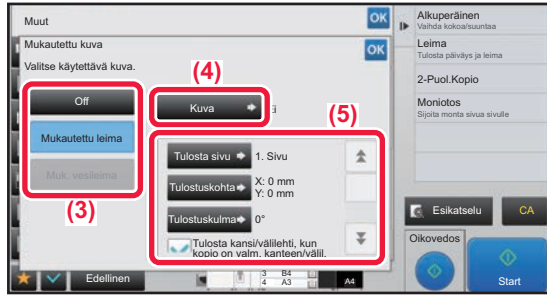 Muut
OK
Mukautettu kuva
OK
Valitse käytettävä kuva.
(4)
Off
Kuva
(5)
Mukautettu leima
Tulosta sivu
1. Sivu
Muk. vesileima
Tulostuskohta
X: 0 mm
Y: 0 mm
(3)
Tulostuskulma
0°
Tulosta kansi/välilehti, kun
kopio on valm. kanteen/välil.
Edellinen
3 B4
4 A3
A4
Alkuperäinen
Vaihda kokoa/suuntaa
Leima
Tulosta päiväys ja leima
2-Puol.Kopio
Moniotos
Sijoita monta sivua sivulle
Esikatselu
CA
Oikovedos
Start